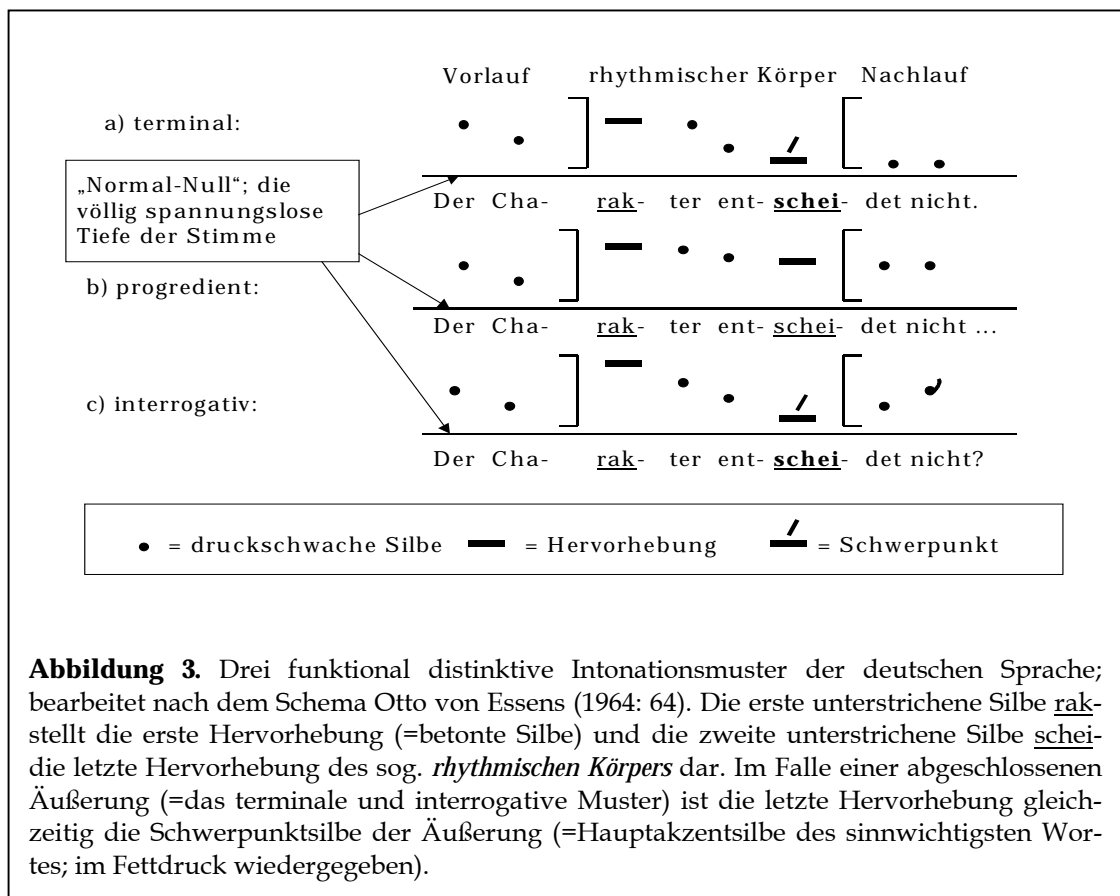 Vorlauf rhythmischer Körper Nachlauf
a) terminal:
„Normal-Null“; die
völlig spannungslose
Tiefe der Stimme
Der Cha- rak- ter ent- schei- det nicht.
b) progredient:
Der Cha- rak- ter ent- schei- det nicht ...
c) interrogativ:
Der Cha- rak- ter ent- schei- det nicht?
= druckschwache Silbe = Hervorhebung = Schwerpunkt
Abbildung 3. Drei funktional distinktive Intonationsmuster der deutschen Sprache;
bearbeitet nach dem Schema Otto von Essens (1964: 64). Die erste unterstrichene Silbe rak-
stellt die erste Hervorhebung (=betonte Silbe) und die zweite unterstrichene Silbe schei-
die letzte Hervorhebung des sog. rhythmischen Körpers dar. Im Falle einer abgeschlossenen
Äußerung (=das terminale und interrogative Muster) ist die letzte Hervorhebung gleich-
zeitig die Schwerpunktsilbe der Äußerung (=Hauptakzentsilbe des sinnwichtigsten Wor-
tes; im Fettdruck wiedergegeben).